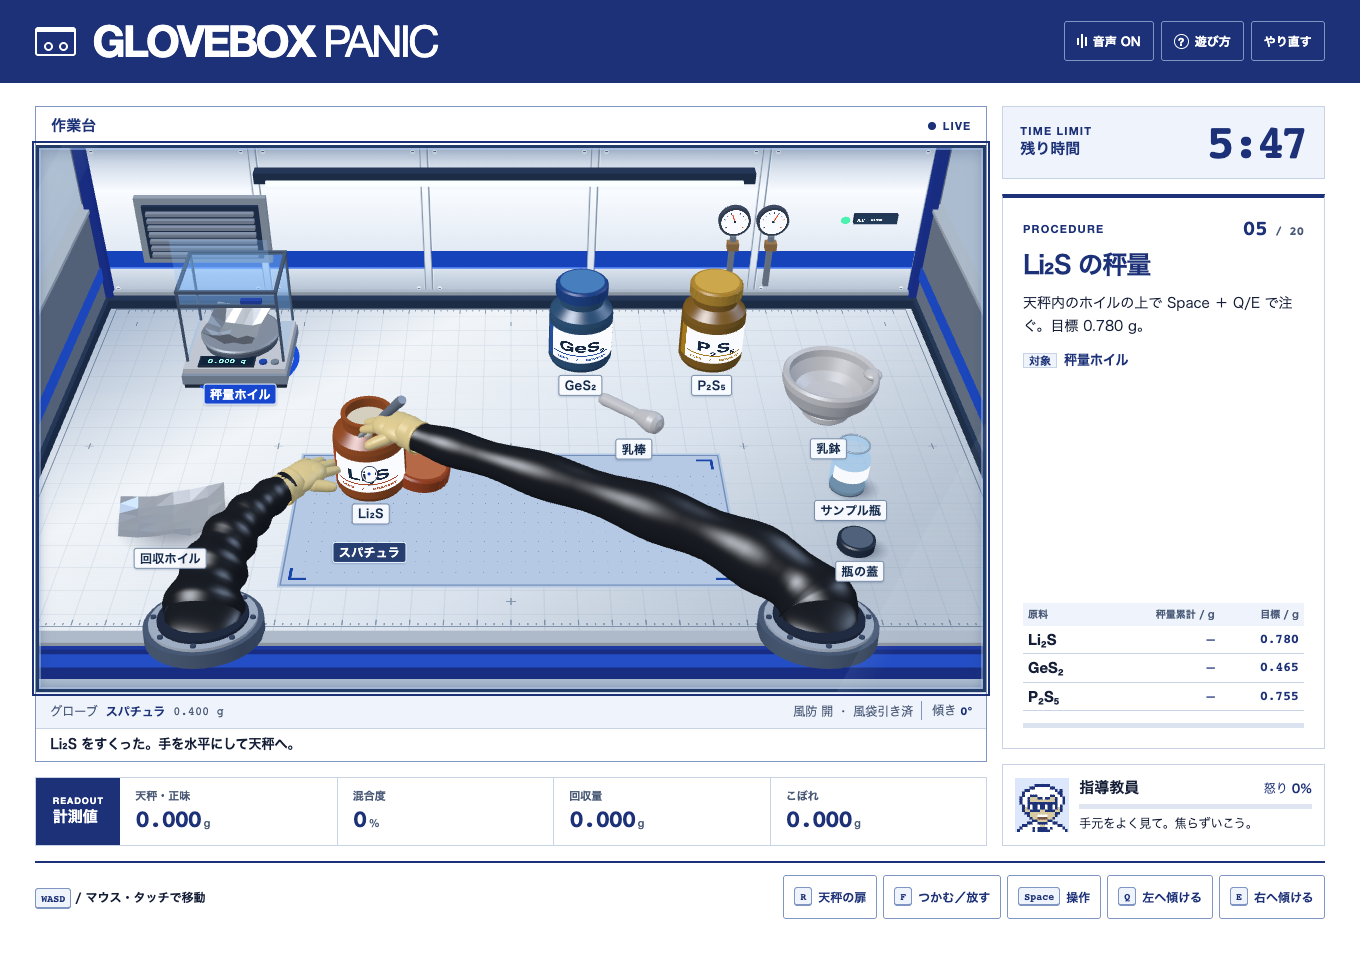 GLOVEBOX PANIC
音声 ON
? 遊び方
やり直す
作業台
LIVE
TIME LIMIT
残り時間
5:47
PROCEDURE
05 / 20
Li₂S の秤量
天秤内のホイルの上で Space ＋ Q/E で注
ぐ。目標 0.780 g。
対象 秤量ホイル
0.000 g
秤量ホイル
GeS₂
GeS₂
P₂S₅
P₂S₅
乳棒
乳鉢
Li₂S
Li₂S
サンプル瓶
スパチュラ
回収ホイル
瓶の蓋
原料 秤量累計 / g 目標 / g
Li₂S – 0.780
GeS₂ – 0.465
P₂S₅ – 0.755
グローブ スパチュラ 0.400 g
風防 開 ・ 風袋引き済 傾き 0°
Li₂S をすくった。手を水平にして天秤へ。
READOUT
計測値
天秤・正味
0.000 g
混合度
0 %
回収量
0.000 g
こぼれ
0.000 g
指導教員
怒り 0%
手元をよく見て。焦らずいこう。
WASD / マウス・タッチで移動
R 天秤の扉
F つかむ／放す
Space 操作
Q 左へ傾ける
E 右へ傾ける